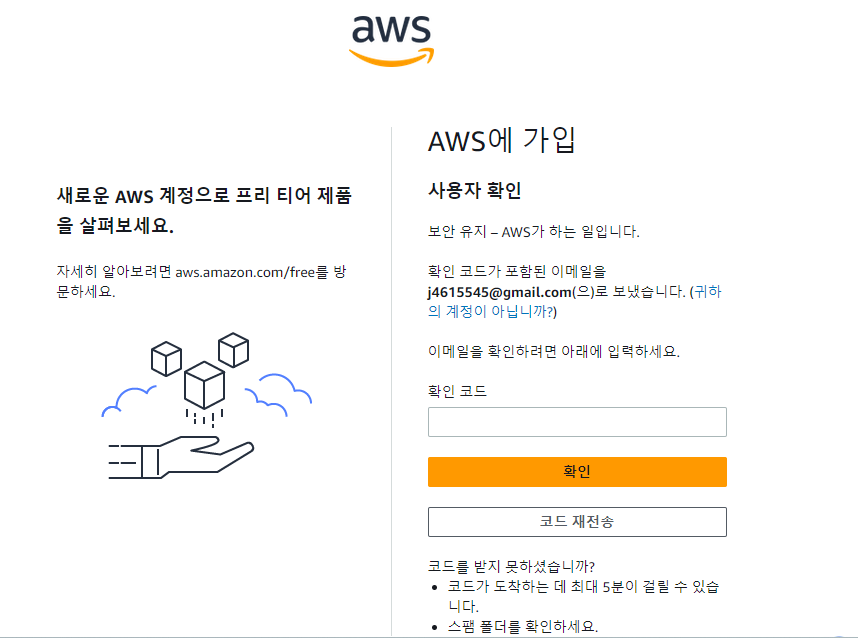 aws
새로운 AWS 계정으로 프리 티어 제품
을 살펴보세요.
자세히 알아보려면 aws.amazon.com/free를 방
문하세요.
AWS에 가입
사용자 확인
보안 유지 – AWS가 하는 일입니다.
확인 코드가 포함된 이메일을
j4615545@gmail.com(으)로 보냈습니다. (귀하
의 계정이 아닙니까?)
이메일을 확인하려면 아래에 입력하세요.
확인 코드
확인
코드 재전송
코드를 받지 못하셨습니까?
• 코드가 도착하는 데 최대 5분이 걸릴 수 있습
니다.
• 스팸 폴더를 확인하세요.